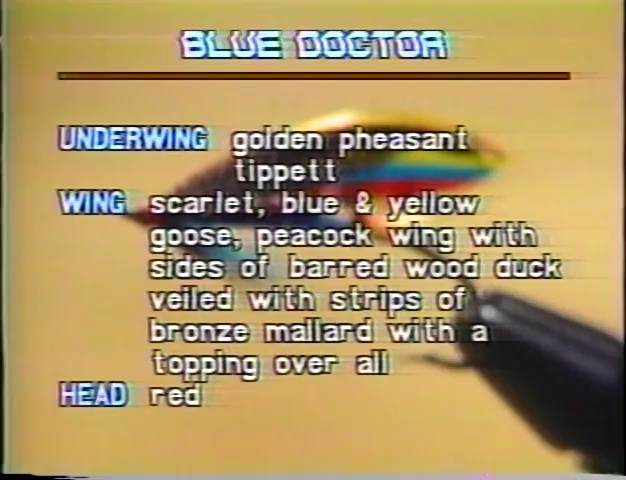 BLUE DOCTOR
UNDERWING golden pheasant
tippett
WING scarlet, blue & yellow
goose, peacock wing with
sides of barred wood duck
veiled with strips of
bronze mallard with a
topping over all
HEAD red